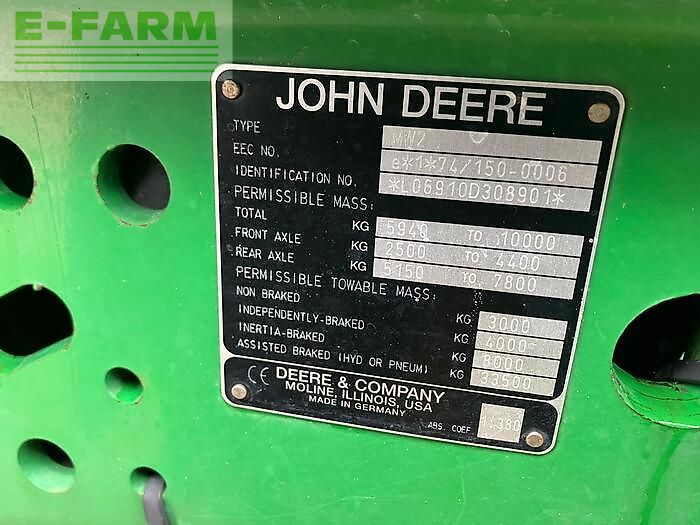 E-FARM
JOHN DEERE
TYPE MW2
EEC NO. e*1*74/150-0006
IDENTIFICATION NO. *L06910D308901*
PERMISSIBLE MASS:
TOTAL KG 5940 TO 10000
FRONT AXLE KG 2500 TO 4400
REAR AXLE KG 5150 TO 7800
PERMISSIBLE TOWABLE MASS:
NON BRAKED KG 3000
INDEPENDENTLY-BRAKED KG 4000
INERTIA-BRAKED KG 8000
ASSISTED BRAKED (HYD OR PNEUM) KG 33500
CE DEERE & COMPANY
MOLINE, ILLINOIS, USA
MADE IN GERMANY
ABS. COEF.